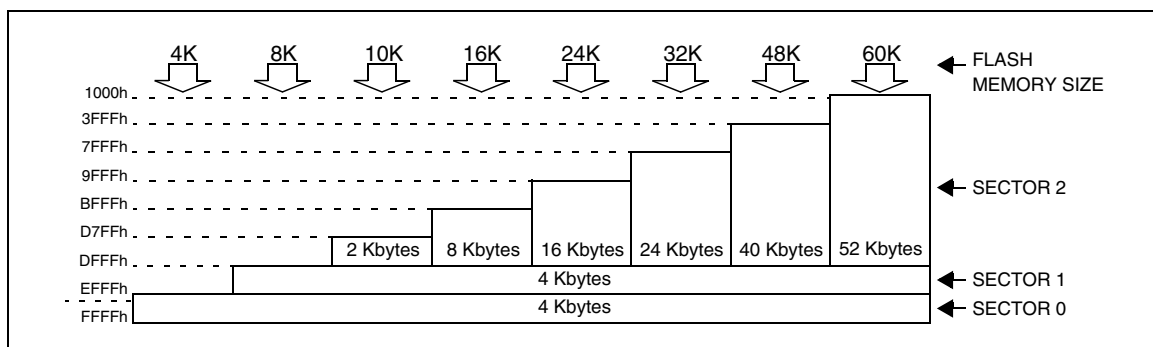 4K 8K 10K 16K 24K 32K 48K 60K FLASH
MEMORY SIZE
1000h
3FFFh
7FFFh
9FFFh
SECTOR 2
BFFFh
D7FFh
2 Kbytes 8 Kbytes 16 Kbytes 24 Kbytes 40 Kbytes 52 Kbytes
DFFFh
4 Kbytes SECTOR 1
EFFFh
4 Kbytes SECTOR 0
FFFFh